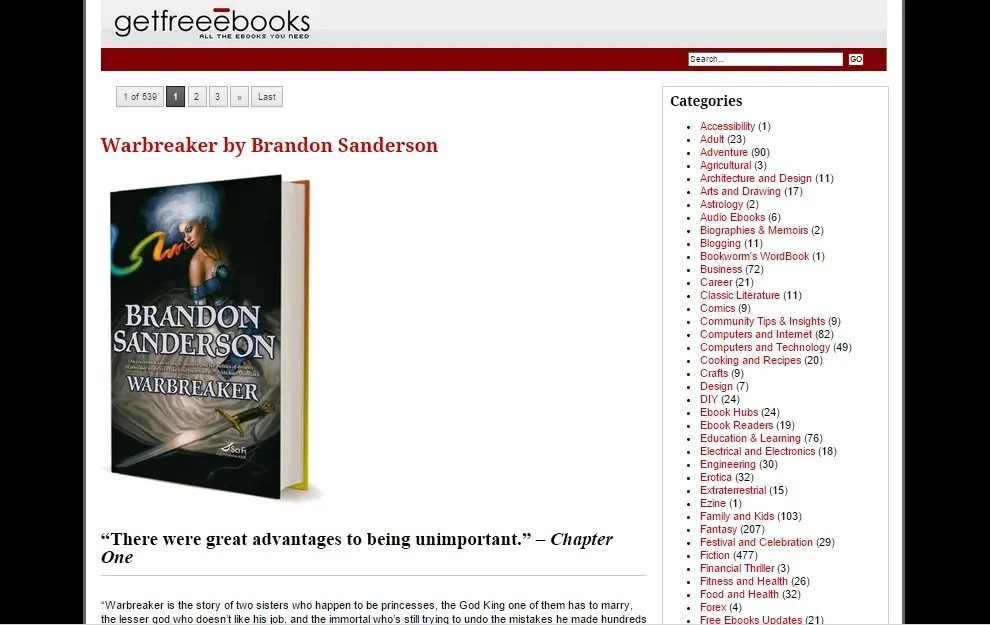 getfreeēbooks
ALL THE EBOOKS YOU NEED
Search... GO
1 of 539 1 2 3 » Last
Warbreaker by Brandon Sanderson
BRANDON
SANDERSON
WARBREAKER
SciFi
“There were great advantages to being unimportant.” – Chapter
One
“Warbreaker is the story of two sisters who happen to be princesses, the God King one of them has to marry,
the lesser god who doesn’t like his job, and the immortal who’s still trying to undo the mistakes he made hundreds
Categories
Accessibility (1)
Adult (23)
Adventure (90)
Agricultural (3)
Architecture and Design (11)
Arts and Drawing (17)
Astrology (2)
Audio Ebooks (6)
Biographies & Memoirs (2)
Blogging (11)
Bookworm's WordBook (1)
Business (72)
Career (21)
Classic Literature (11)
Comics (9)
Community Tips & Insights (9)
Computers and Internet (82)
Computers and Technology (49)
Cooking and Recipes (20)
Crafts (9)
Design (7)
DIY (24)
Ebook Hubs (24)
Ebook Readers (19)
Education & Learning (76)
Electrical and Electronics (18)
Engineering (30)
Erotica (32)
Extraterrestrial (15)
Ezine (1)
Family and Kids (103)
Fantasy (207)
Festival and Celebration (29)
Fiction (477)
Financial Thriller (3)
Fitness and Health (26)
Food and Health (32)
Forex (4)
Free Ebooks Updates (21)